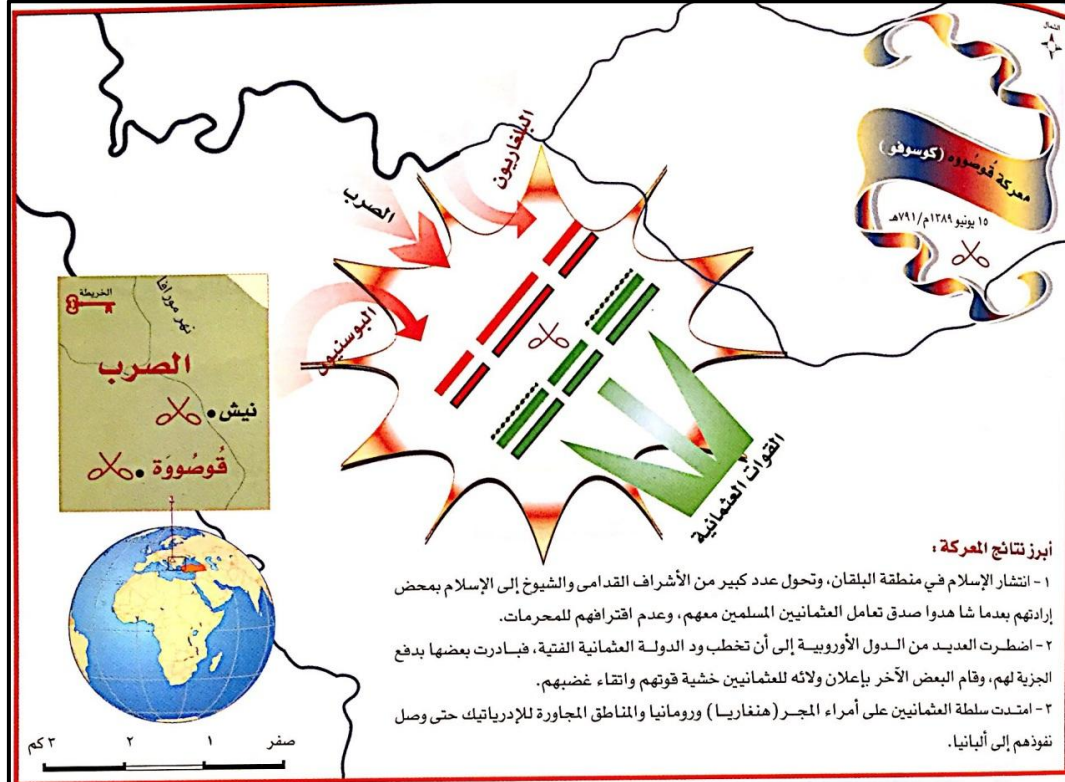 الشمال
معركة قُوصُووه (كوسوفو)
١٥ يونيو ١٣٨٩م/٧٩١هـ
البلغاريون
الصرب
البوسنيون
القوات العثمانية
الخريطة
نهر مورافا
الصرب
نيش
قُوصُووَة
أبرز نتائج المعركة :
١- انتشار الإسلام في منطقة البلقان، وتحول عدد كبير من الأشراف القدامى والشيوخ إلى الإسلام بمحض
إرادتهم بعدما شاهدوا صدق تعامل العثمانيين المسلمين معهم، وعدم اقترافهم للمحرمات.
٢- اضطرت العديد من الدول الأوروبية إلى أن تخطب ود الدولة العثمانية الفتية، فبادرت بعضها بدفع
الجزية لهم، وقام البعض الآخر بإعلان ولائه للعثمانيين خشية قوتهم واتقاء غضبهم.
٣- امتدت سلطة العثمانيين على أمراء المجر (هنغاريا) ورومانيا والمناطق المجاورة للإدرياتيك حتى وصل
نفوذهم إلى ألبانيا.
صفر ١ ٢ ٣ كم